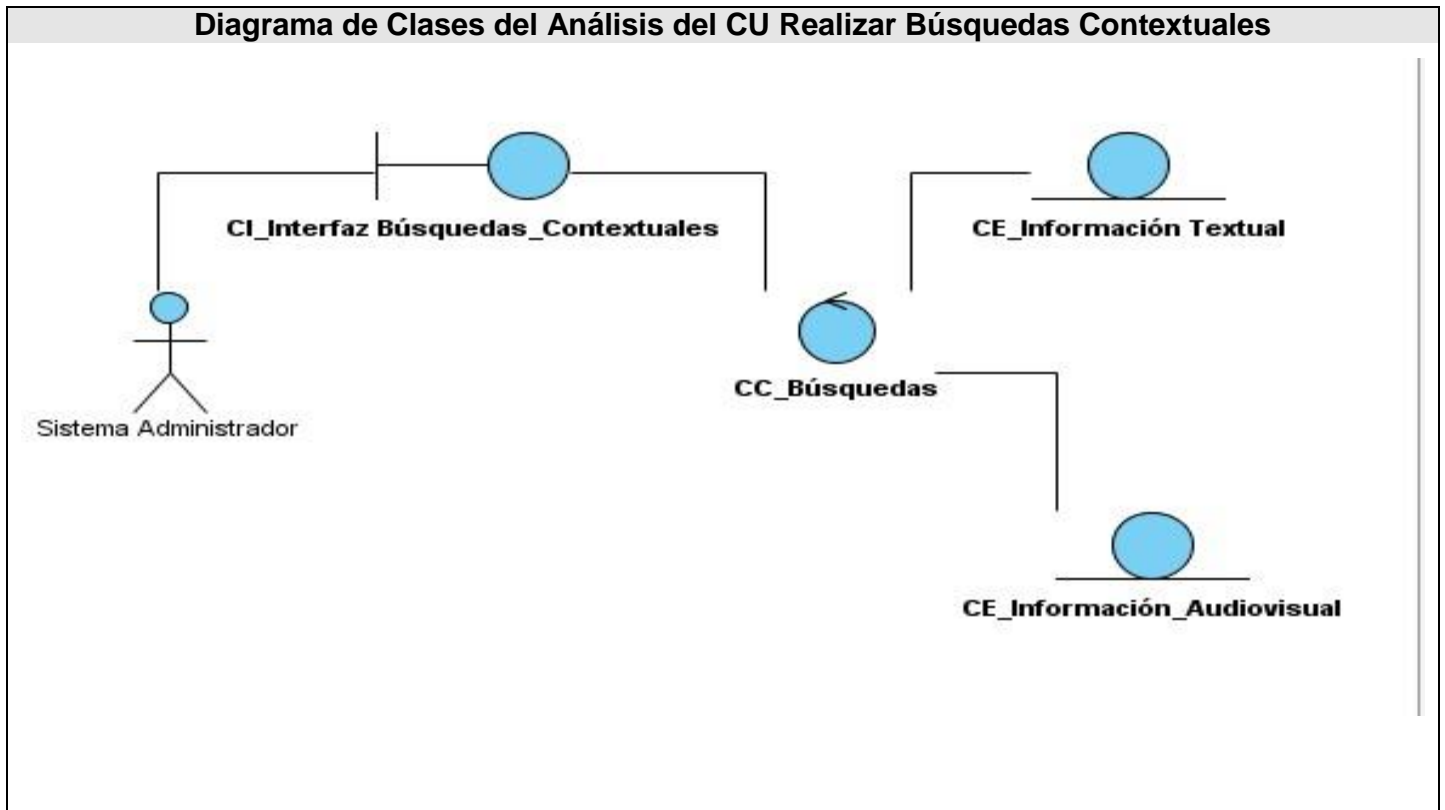 Diagrama de Clases del Análisis del CU Realizar Búsquedas Contextuales
CI_Interfaz Búsquedas_Contextuales
CE_Información Textual
CC_Búsquedas
Sistema Administrador
CE_Información_Audiovisual